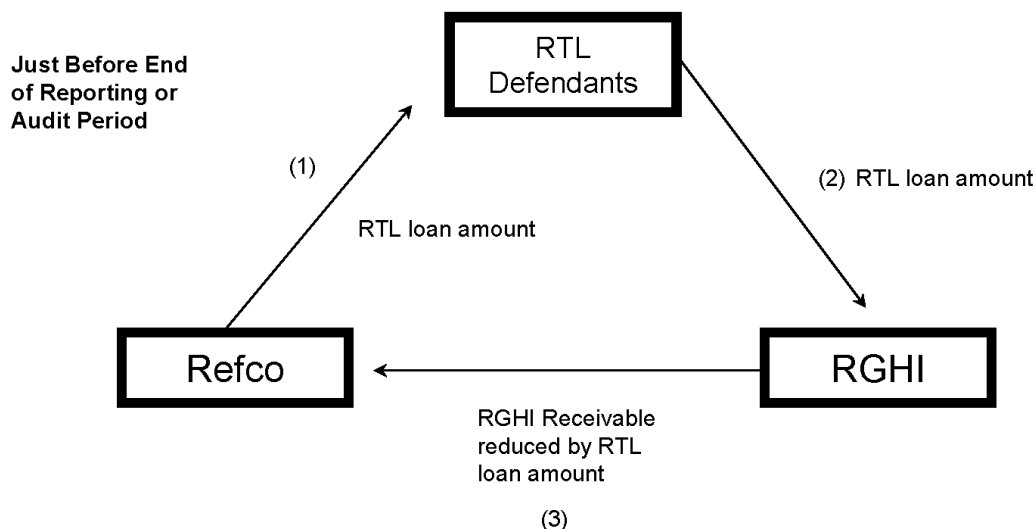 Just Before End
of Reporting or
Audit Period
RTL
Defendants
(1)
RTL loan amount
(2) RTL loan amount
Refco
RGHI
RGHI Receivable
reduced by RTL
loan amount
(3)